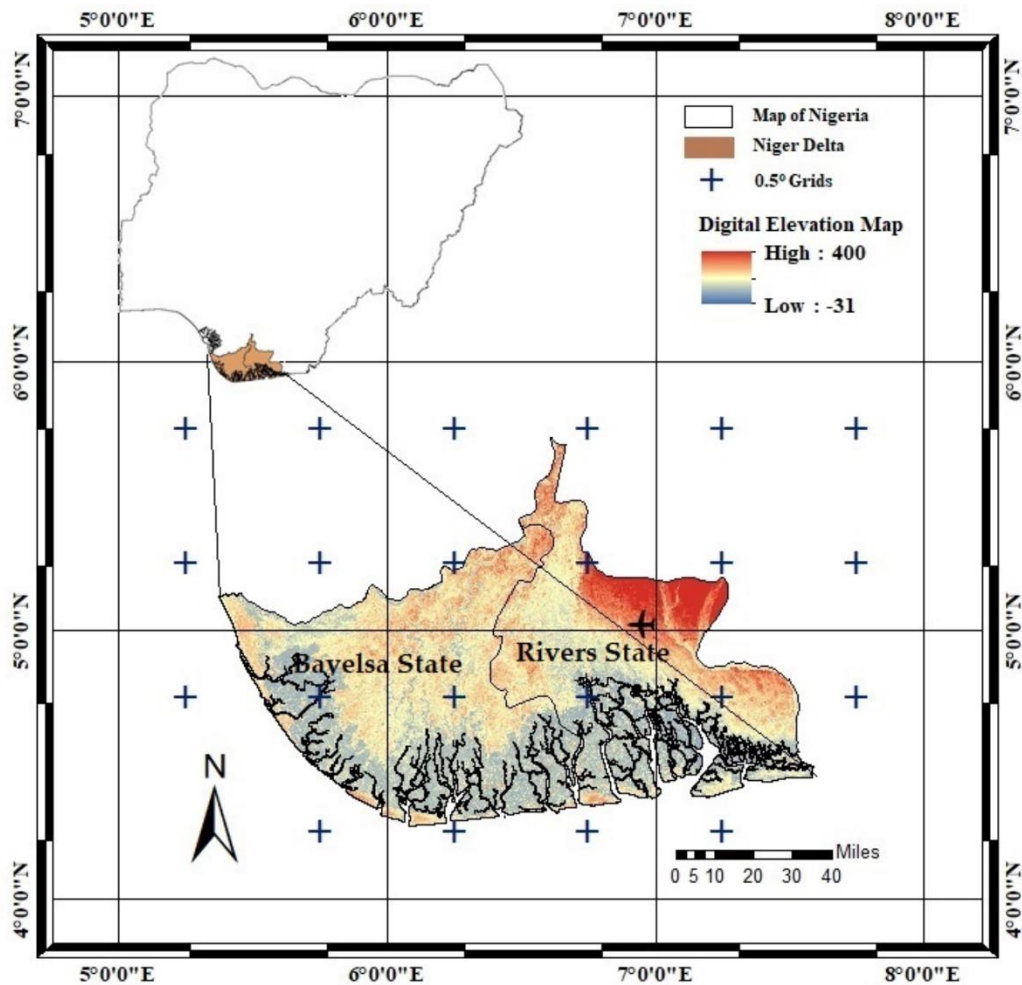 5°0'0"E 6°0'0"E 7°0'0"E 8°0'0"E
7°0'0"N
7°0'0"N
Map of Nigeria
Niger Delta
0.5⁰ Grids
Digital Elevation Map
High : 400
Low : -31
6°0'0"N
6°0'0"N
5°0'0"N
5°0'0"N
Bayelsa State
Rivers State
N
Miles
0 5 10 20 30 40
4°0'0"N
4°0'0"N
5°0'0"E 6°0'0"E 7°0'0"E 8°0'0"E